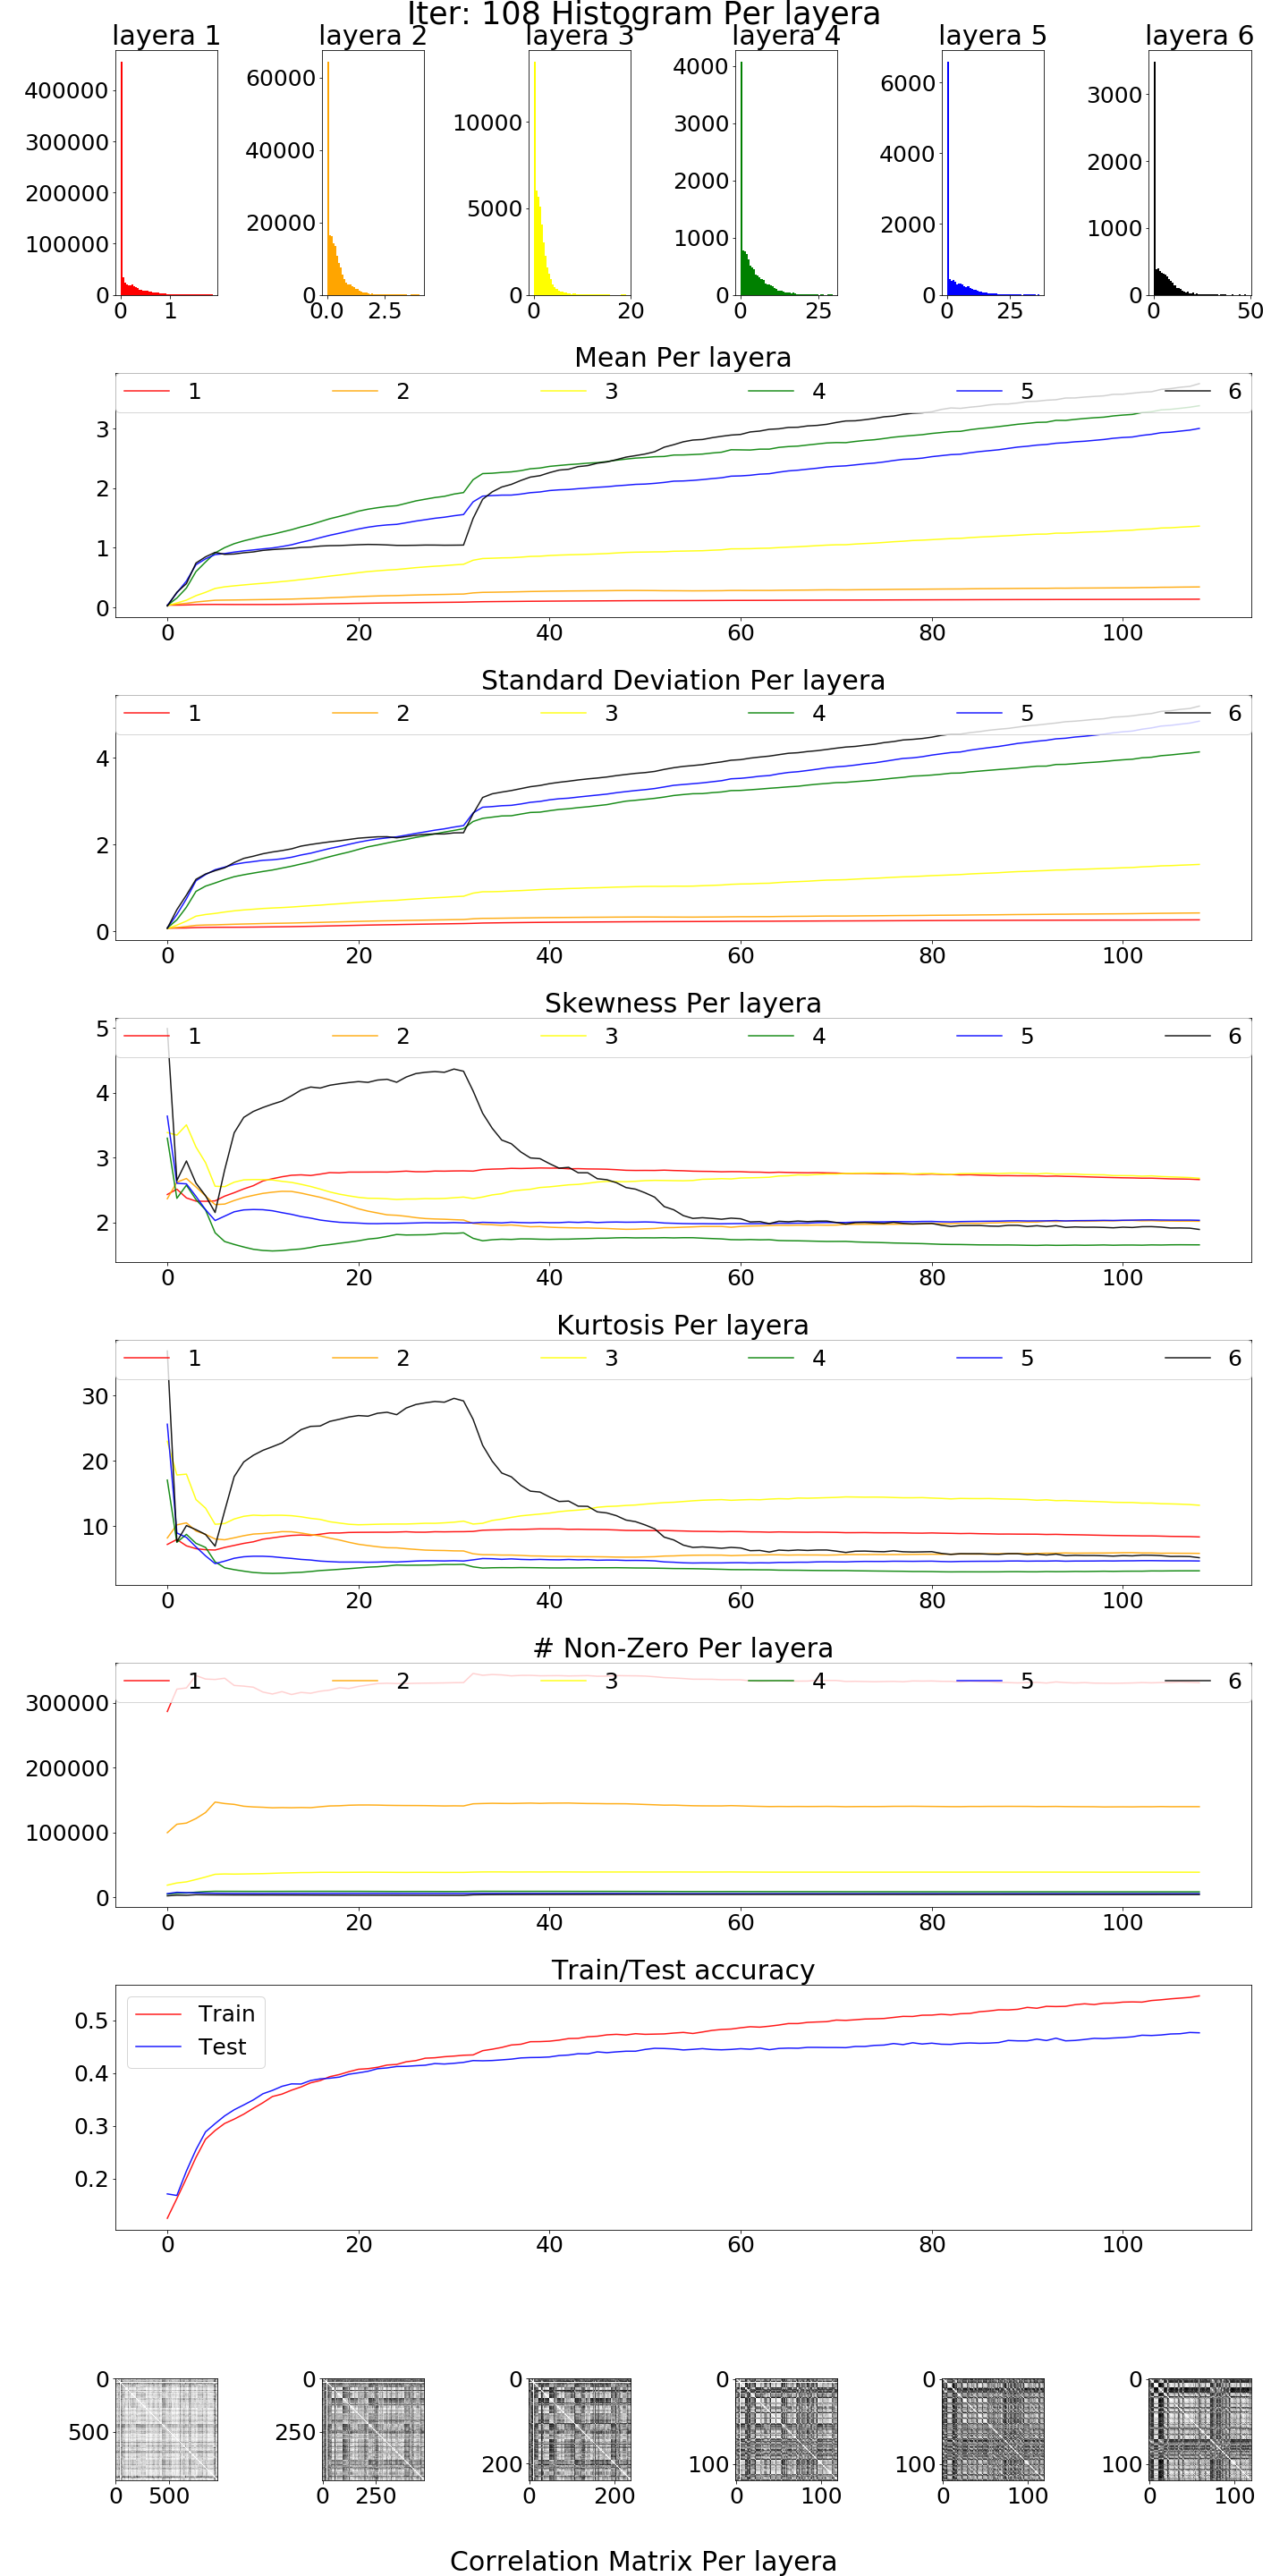 Iter: 108 Histogram Per layera
layera 1 layera 2 layera 3 layera 4 layera 5 layera 6
400000 300000 200000 100000 0
0 1
60000 40000 20000 0
0.0 2.5
10000 5000 0
0 20
4000 3000 2000 1000 0
0 25
6000 4000 2000 0
0 25
3000 2000 1000 0
0 50
Mean Per layera
1 2 3 4 5 6
3
2
1
0
0 20 40 60 80 100
Standard Deviation Per layera
1 2 3 4 5 6
4
2
0
0 20 40 60 80 100
Skewness Per layera
5
1 2 3 4 5 6
4
3
2
0 20 40 60 80 100
Kurtosis Per layera
1 2 3 4 5 6
30
20
10
0 20 40 60 80 100
# Non-Zero Per layera
1 2 3 4 5 6
300000
200000
100000
0
0 20 40 60 80 100
Train/Test accuracy
Train
Test
0.5
0.4
0.3
0.2
0 20 40 60 80 100
0 500
0 500
0 250
0 250
0 200
0 200
0 100
0 100
0 100
0 100
0 100
0 100
Correlation Matrix Per layera